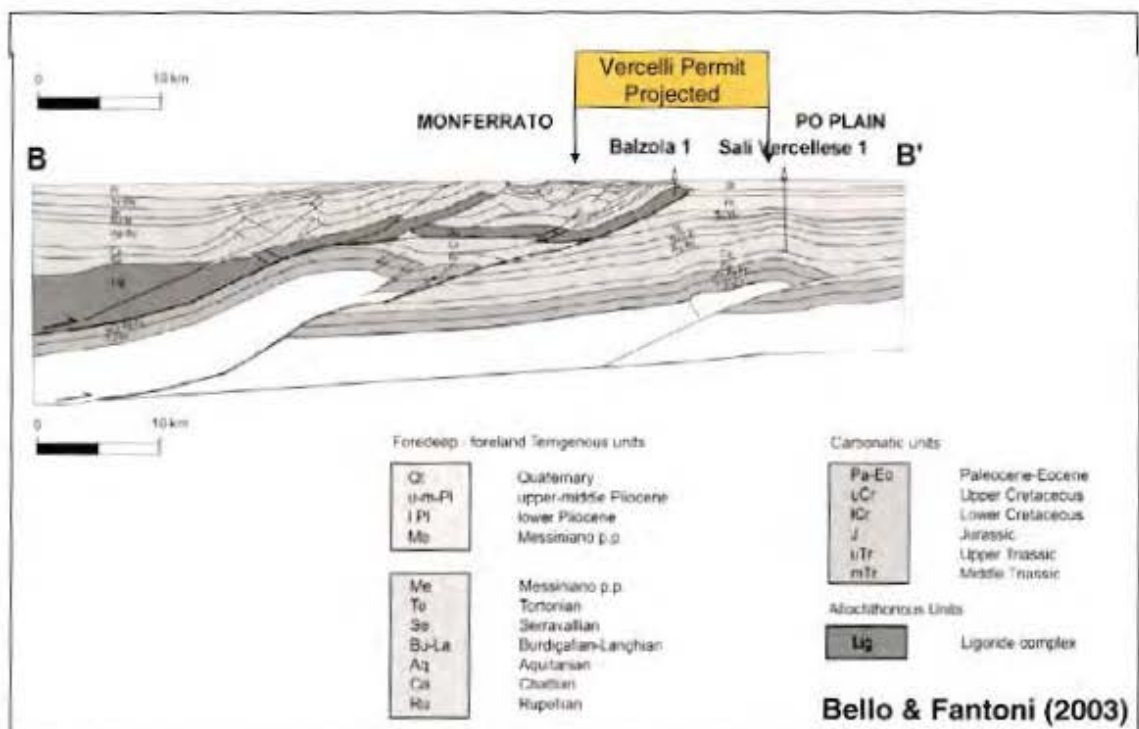 0 10 km
Vercelli Permit
Projected
MONFERRATO
PO PLAIN
Balzola 1
Sali Vercellese 1
B
B'
Lig
0 10 km
Foredeep - foreland Terrigenous units
Qt Quaternary
u-m-Pl upper-middle Pliocene
l Pl lower Pliocene
Me Messiniano p.p.
Me Messiniano p.p.
To Tortonian
Se Serravallian
Bu-La Burdigalian-Langhian
Aq Aquitanian
Ca Chattian
Ru Rupelian
Carbonatic units
Pa-Eo Paleocene-Eocene
uCr Upper Cretaceous
lCr Lower Cretaceous
J Jurassic
uTr Upper Triassic
mTr Middle Triassic
Allochthonous Units
Lig Ligoride complex
Bello & Fantoni (2003)